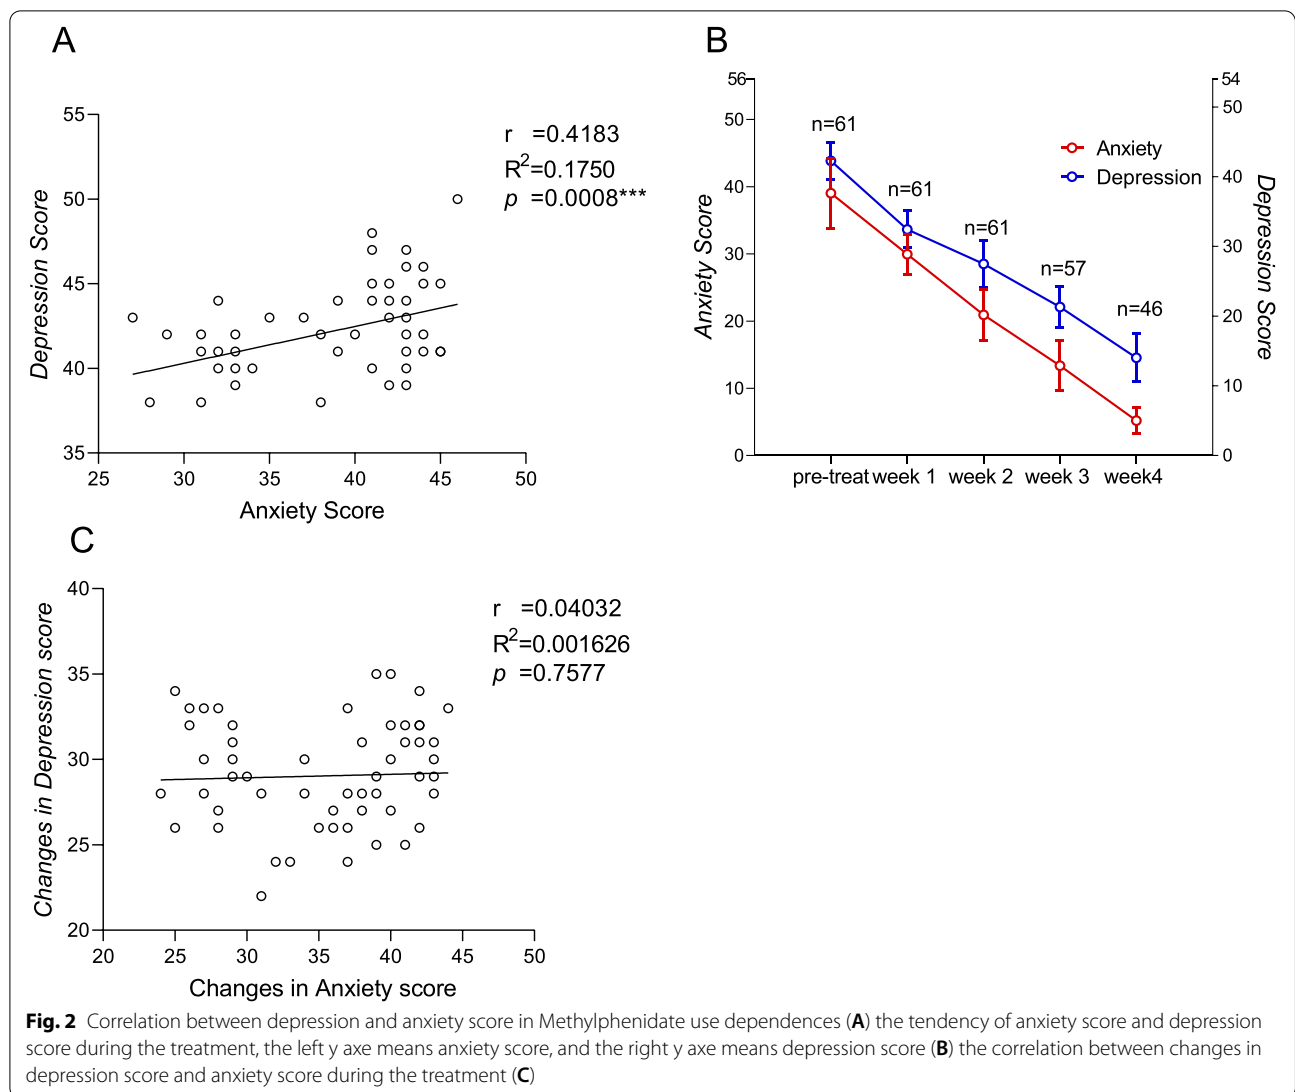 A
55
50
45
40
35
25
30
35
40
45
50
Depression Score
Anxiety Score
r =0.4183
R²=0.1750
p =0.0008***
B
56
50
40
30
20
10
0
54
50
40
30
20
10
0
Anxiety Score
Depression Score
n=61
n=61
n=61
n=57
n=46
Anxiety
Depression
pre-treat week 1 week 2 week 3 week4
C
40
35
30
25
20
20
25
30
35
40
45
50
Changes in Depression score
Changes in Anxiety score
r =0.04032
R²=0.001626
p =0.7577
Fig. 2 Correlation between depression and anxiety score in Methylphenidate use dependences (A) the tendency of anxiety score and depression
score during the treatment, the left y axe means anxiety score, and the right y axe means depression score (B) the correlation between changes in
depression score and anxiety score during the treatment (C)